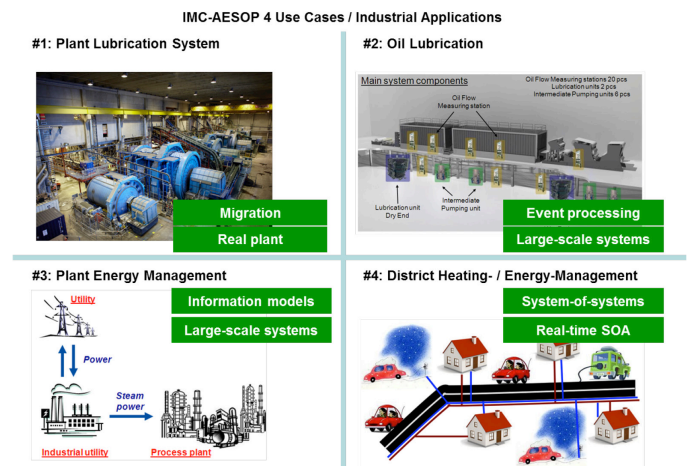 IMC-AESOP 4 Use Cases / Industrial Applications
#1: Plant Lubrication System
Migration
Real plant
#2: Oil Lubrication
Main system components
Oil Flow Measuring stations 20 pcs
Lubrication units 2 pcs
Intermediate Pumping units 6 pcs
Oil Flow
Measuring station
Lubrication unit
Dry End
Intermediate
Pumping unit
Event processing
Large-scale systems
#3: Plant Energy Management
Information models
Large-scale systems
Utility
Power
Steam
power
Industrial utility
Process plant
#4: District Heating- / Energy-Management
System-of-systems
Real-time SOA